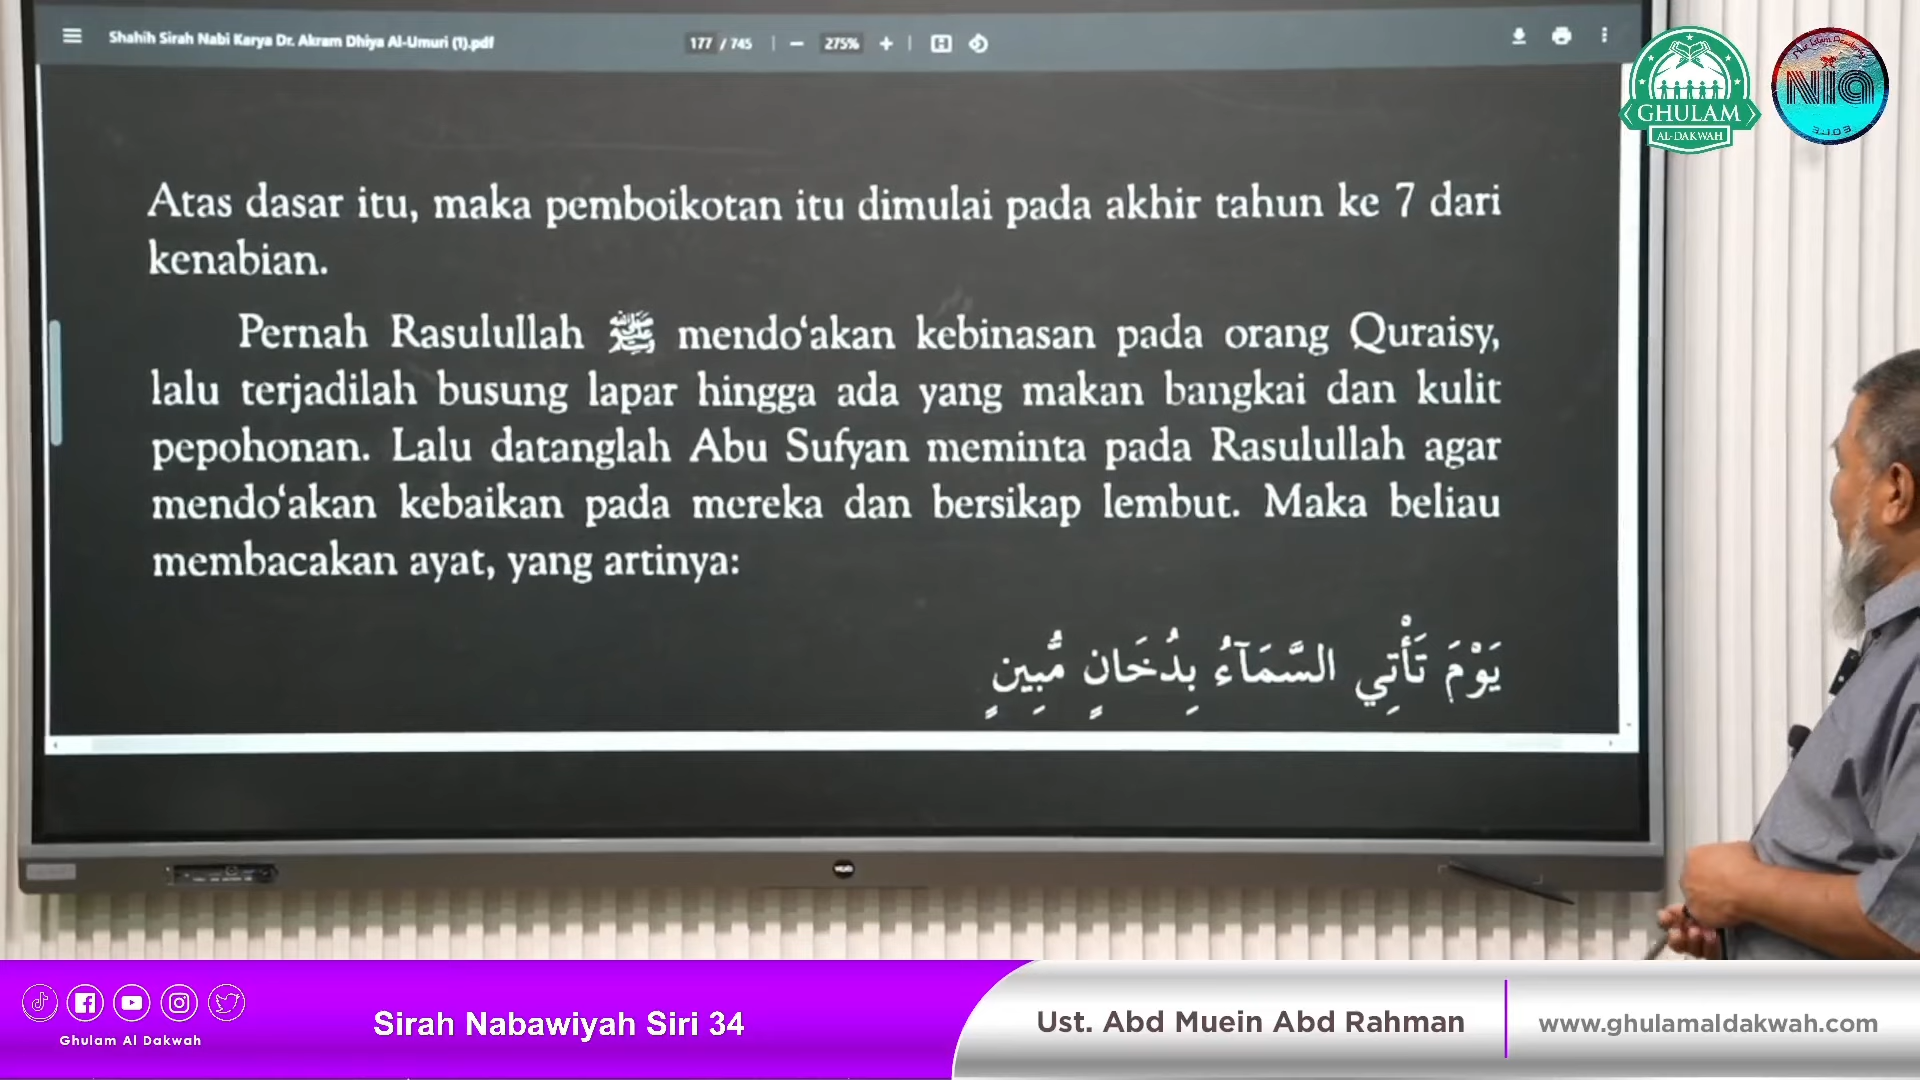 Shahih Sirah Nabi Karya Dr. Akram Dhiya Al-Umuri (1).pdf
177 / 745
275%
GHULAM
AL-DAKWAH
NIA
Atas dasar itu, maka pemboikotan itu dimulai pada akhir tahun ke 7 dari
kenabian.
Pernah Rasulullah ﷺ mendo‘akan kebinasan pada orang Quraisy,
lalu terjadilah busung lapar hingga ada yang makan bangkai dan kulit
pepohonan. Lalu datanglah Abu Sufyan meminta pada Rasulullah agar
mendo‘akan kebaikan pada mereka dan bersikap lembut. Maka beliau
membacakan ayat, yang artinya:
يَوْمَ تَأْتِي السَّمَآءُ بِدُخَانٍ مُّبِينٍ
Ghulam Al Dakwah
Sirah Nabawiyah Siri 34
Ust. Abd Muein Abd Rahman
www.ghulamaldakwah.com